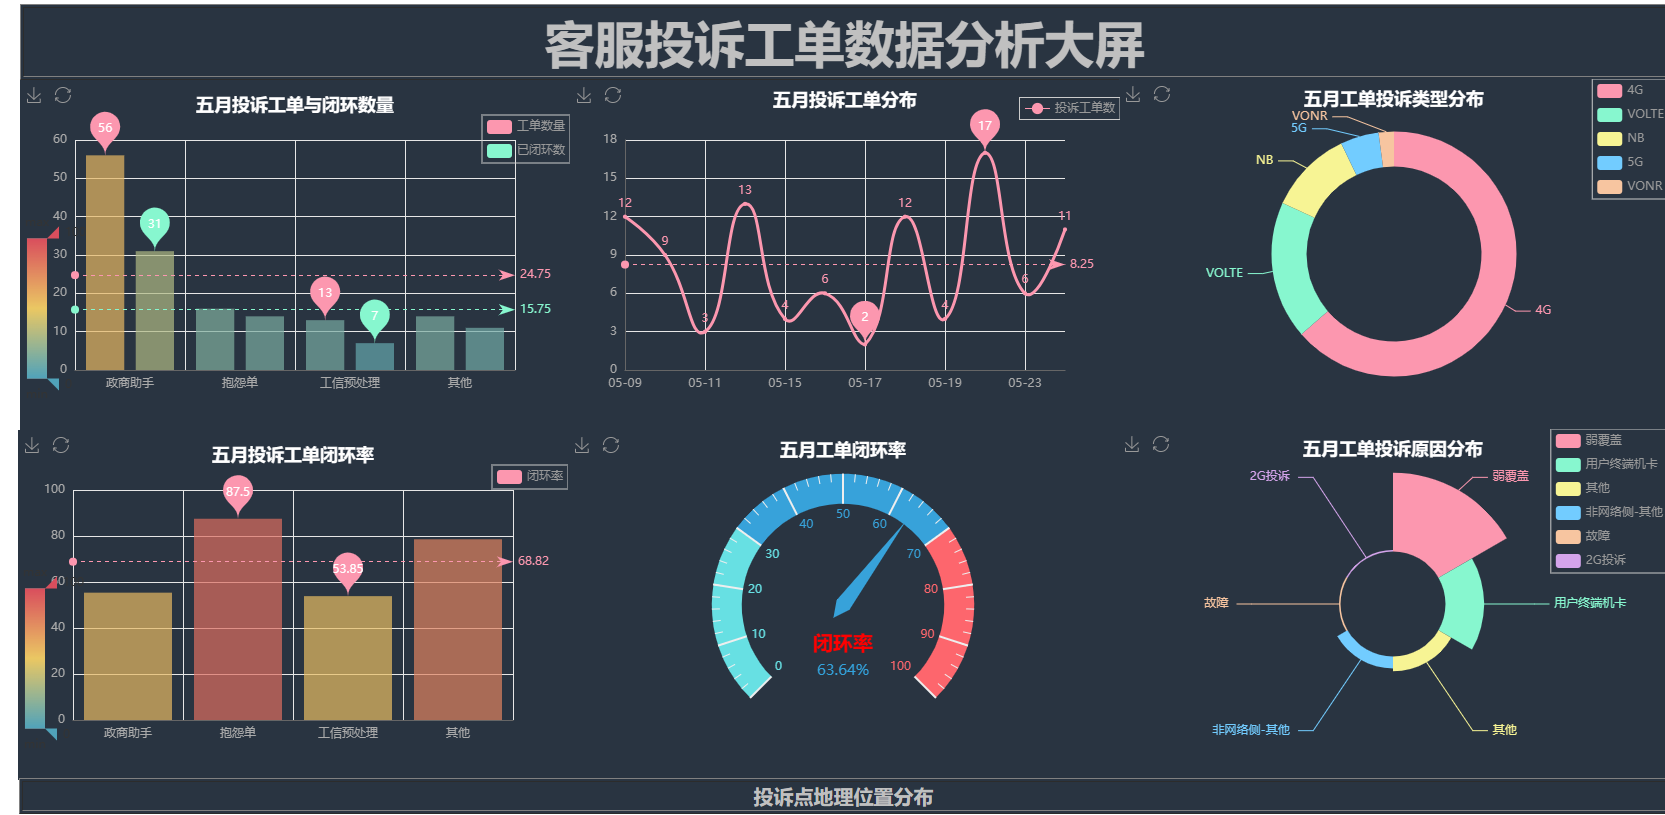 客服投诉工单数据分析大屏
五月投诉工单与闭环数量
工单数量
已闭环数
60
50
40
30
20
10
0
56
31
13
7
24.75
15.75
政商助手
抱怨单
工信预处理
其他
五月投诉工单分布
投诉工单数
18
15
12
9
6
3
0
12
9
3
13
4
6
2
12
4
17
6
11
8.25
05-09
05-11
05-15
05-17
05-19
05-23
五月工单投诉类型分布
4G
VOLTE
NB
5G
VONR
VONR
5G
NB
VOLTE
4G
五月投诉工单闭环率
闭环率
100
80
60
40
20
0
87.5
53.85
68.82
政商助手
抱怨单
工信预处理
其他
五月工单闭环率
0
10
20
30
40
50
60
70
80
90
100
闭环率
63.64%
五月工单投诉原因分布
弱覆盖
用户终端机卡
其他
非网络侧-其他
故障
2G投诉
2G投诉
弱覆盖
故障
用户终端机卡
非网络侧-其他
其他
投诉点地理位置分布